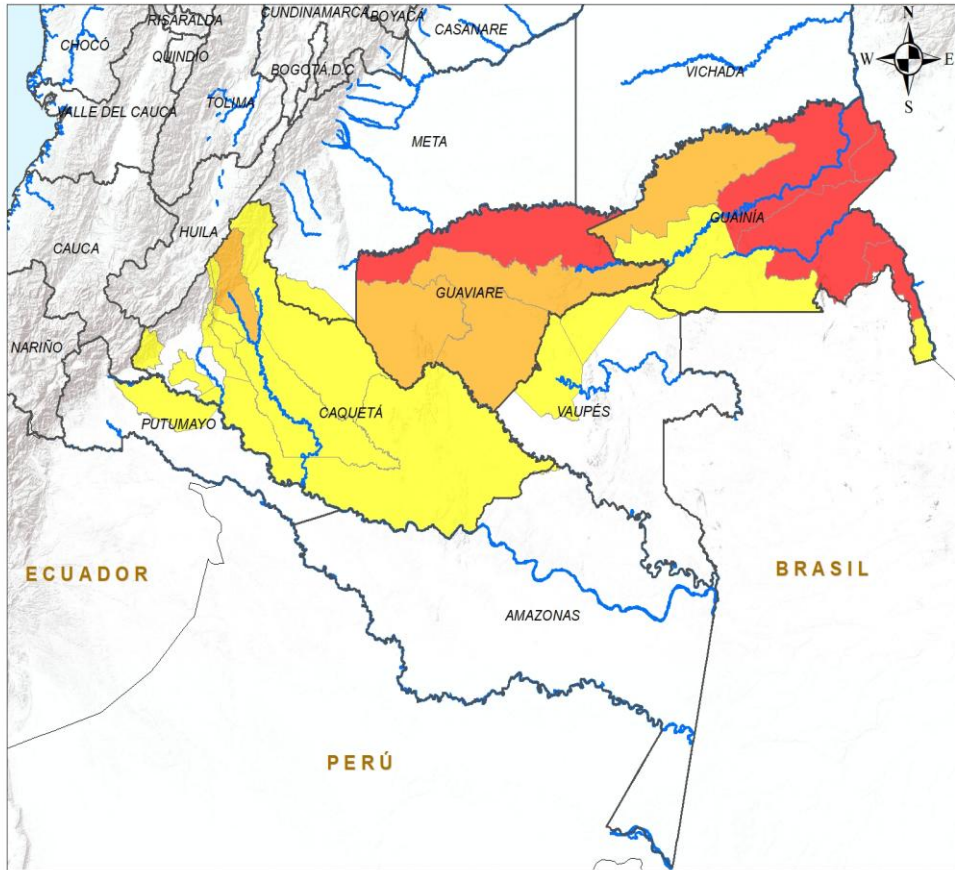 CUNDINAMARCA
BOYACÁ
N
RISARALDA
CASANARE
CHOCÓ
QUINDIO
W
E
BOGOTÁ,D.C
VICHADA
TOLIMA
S
VALLE DEL CAUCA
META
GUAINÍA
HUILA
CAUCA
GUAVIARE
NARIÑO
CAQUETÁ
VAUPÉS
PUTUMAYO
ECUADOR
BRASIL
AMAZONAS
PERÚ